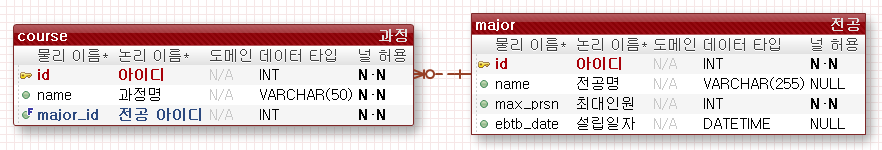 course 과정
물리 이름* 논리 이름* 도메인 데이터 타입 널 허용
id 아이디 N/A INT N-N
name 과정명 N/A VARCHAR(50) N-N
major_id 전공 아이디 N/A INT N-N
major 전공
물리 이름* 논리 이름* 도메인 데이터 타입 널 허용
id 아이디 N/A INT N-N
name 전공명 N/A VARCHAR(255) NULL
max_prsn 최대인원 N/A INT N-N
ebtb_date 설립일자 N/A DATETIME NULL